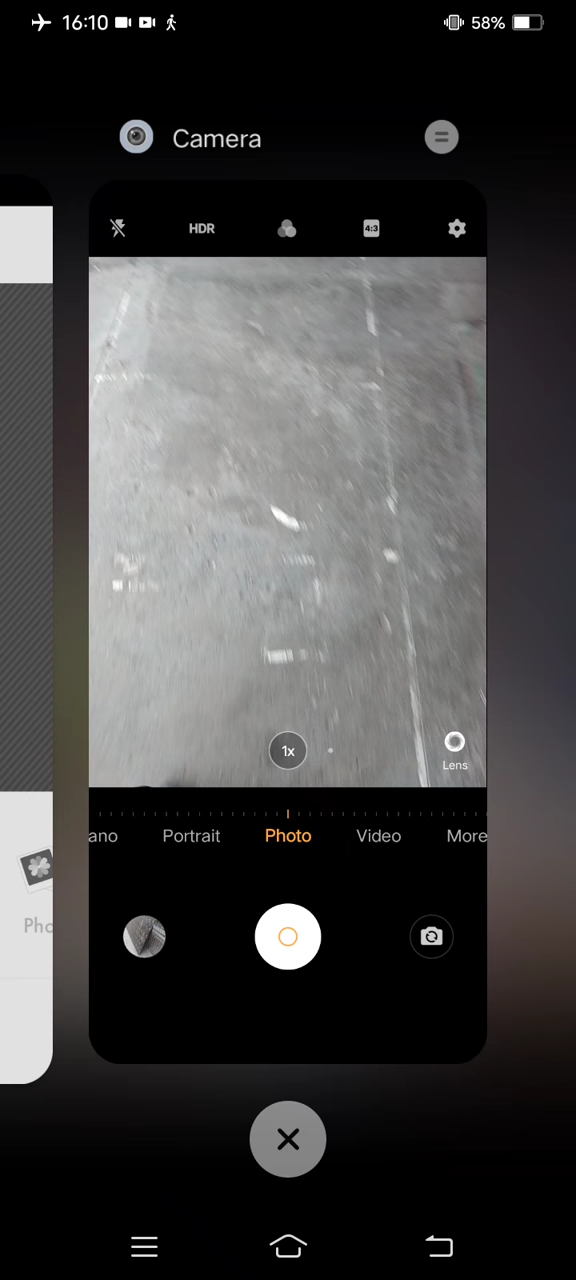 16:10
58%
Camera
HDR
4:3
1x
Lens
ano Portrait Photo Video More
Pho